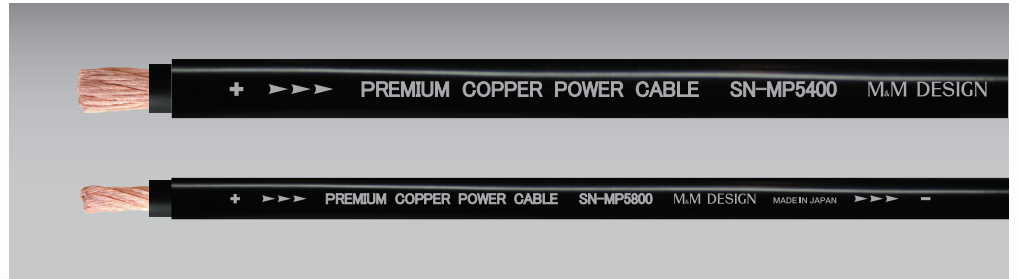 + ➤➤➤ PREMIUM COPPER POWER CABLE SN-MP5400 M&M DESIGN
+ ➤➤➤ PREMIUM COPPER POWER CABLE SN-MP5800 M&M DESIGN MADE IN JAPAN ➤➤➤ -